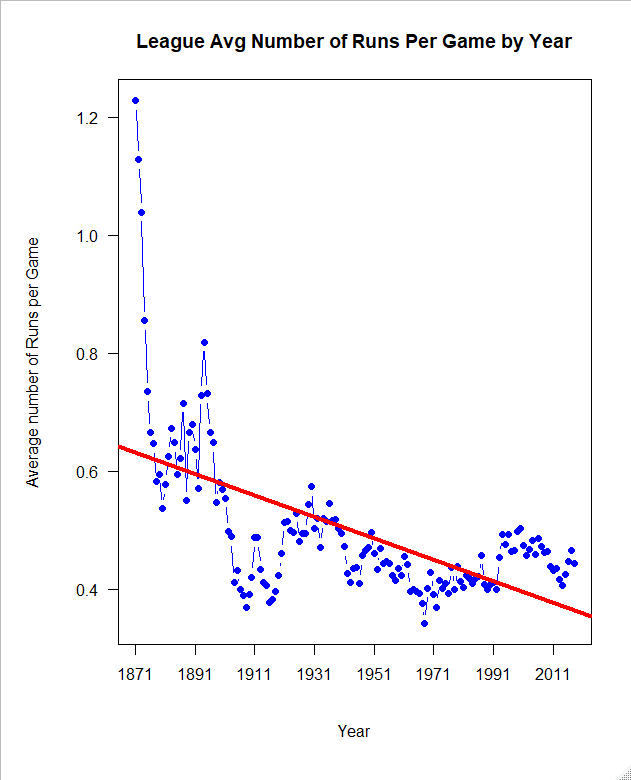 League Avg Number of Runs Per Game by Year
Average number of Runs per Game
1.2
1.0
0.8
0.6
0.4
1871 1891 1911 1931 1951 1971 1991 2011
Year